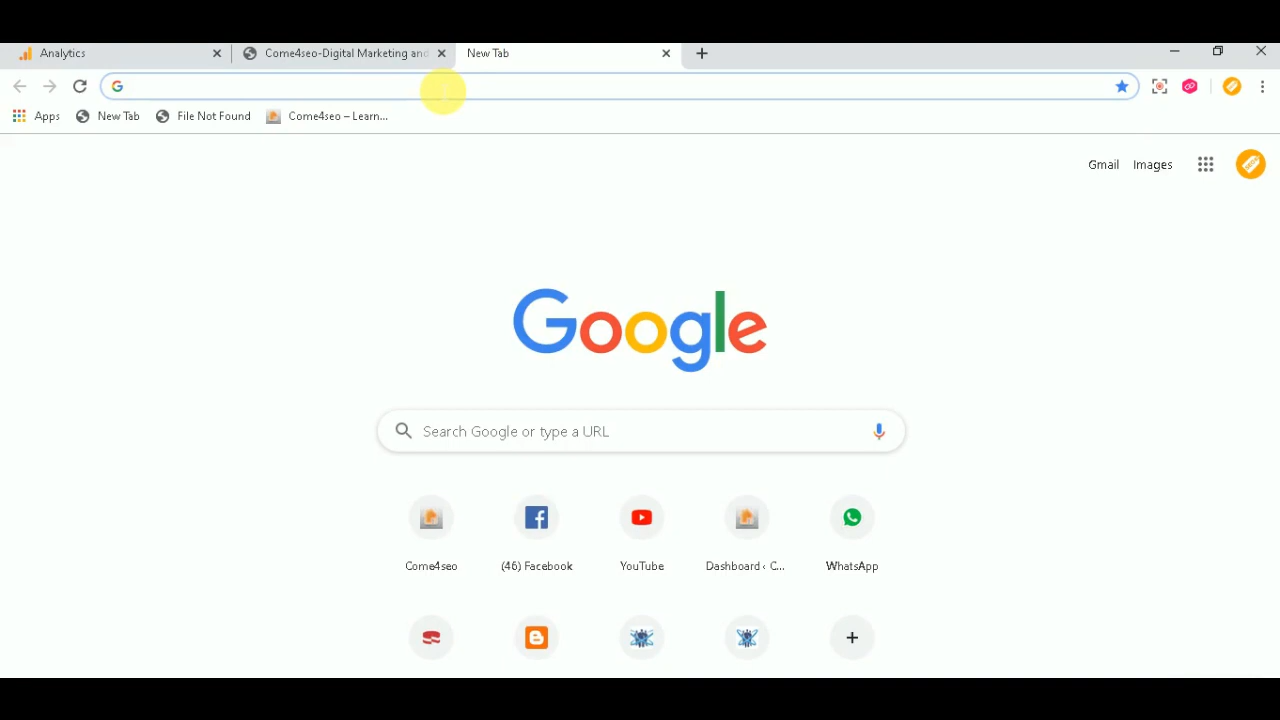 Analytics
Come4seo-Digital Marketing and
New Tab
Apps
New Tab
File Not Found
Come4seo – Learn...
Gmail
Images
Google
Search Google or type a URL
Come4seo
(46) Facebook
YouTube
Dashboard ‹ C...
WhatsApp